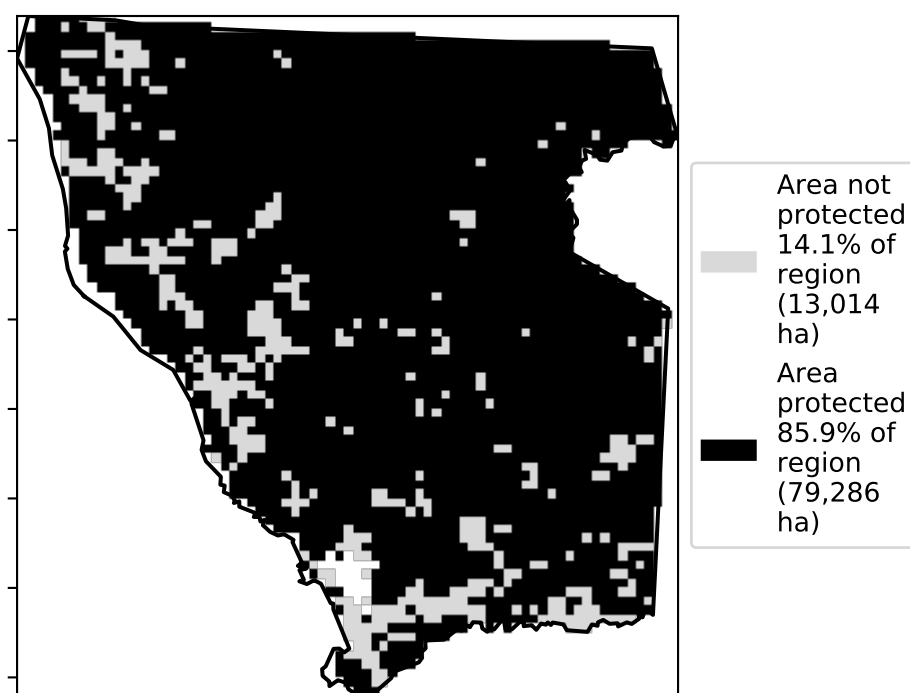 Area not
protected
14.1% of
region
(13,014
ha)
Area
protected
85.9% of
region
(79,286
ha)